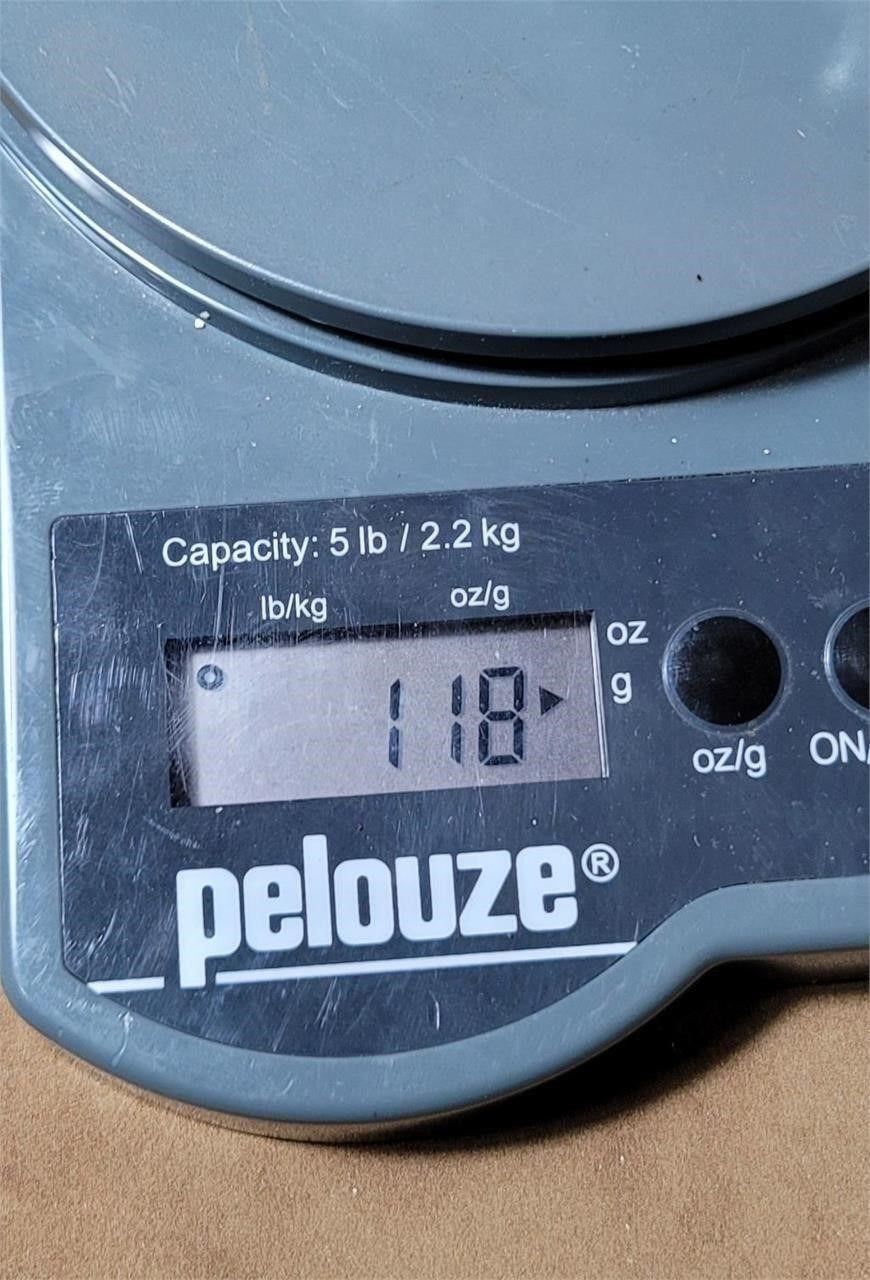 Capacity: 5 lb / 2.2 kg
lb/kg oz/g
oz
118
g
oz/g
pelouze®